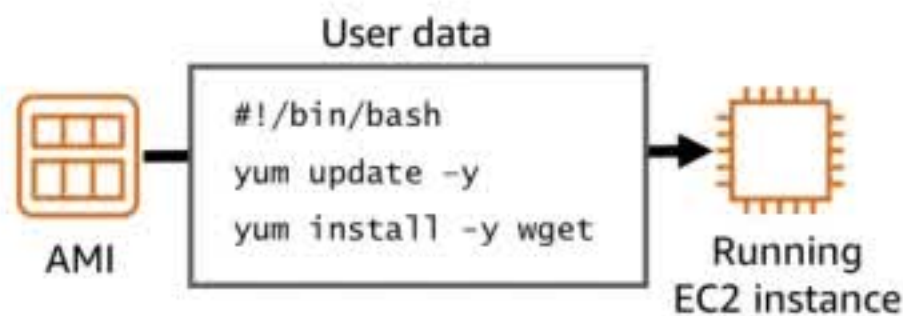 User data
#!/bin/bash
yum update -y
yum install -y wget
AMI
Running
EC2 instance